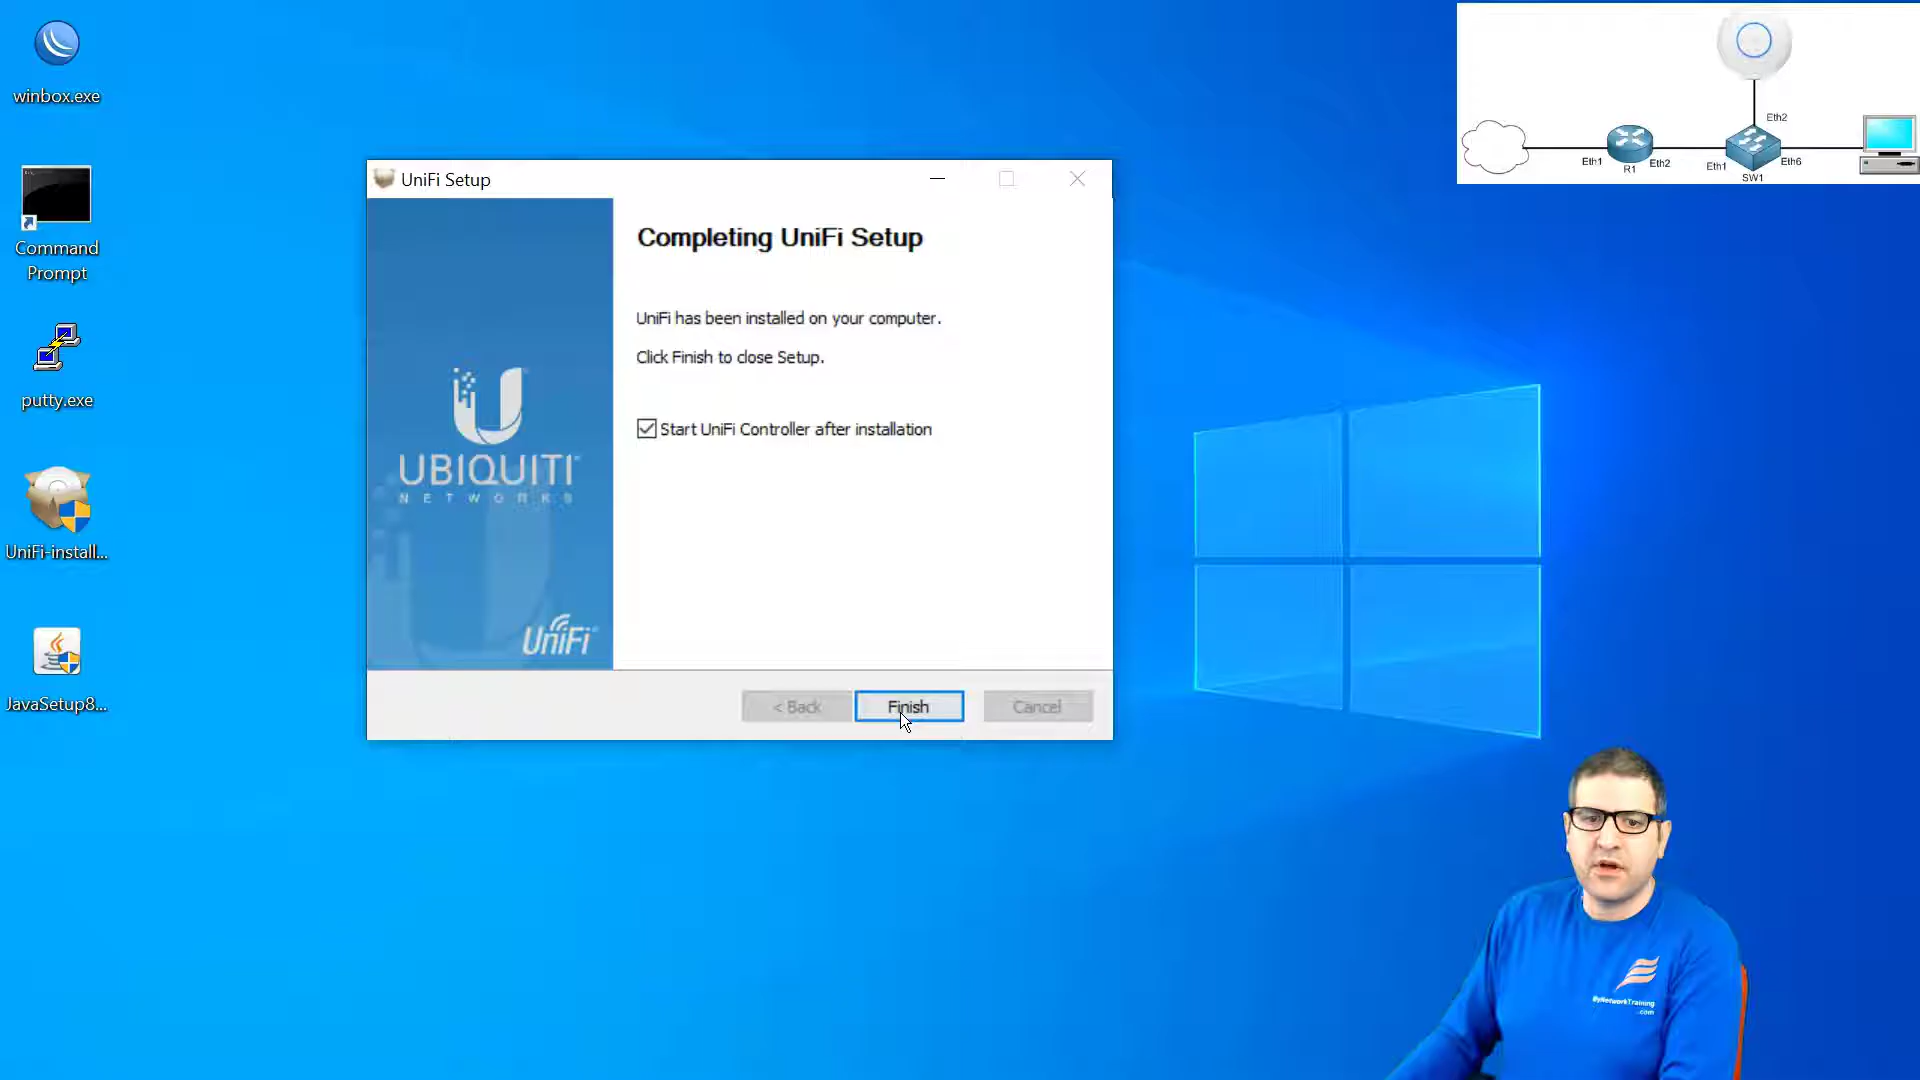 winbox.exe
Command
Prompt
putty.exe
UniFi-install...
JavaSetup8...
UniFi Setup
UBIQUITI
NETWORKS
UniFi
Completing UniFi Setup
UniFi has been installed on your computer.
Click Finish to close Setup.
Start UniFi Controller after installation
< Back
Finish
Cancel
Eth2
Eth1
R1
Eth2
Eth1
SW1
Eth6
MyNetworkTraining
.com